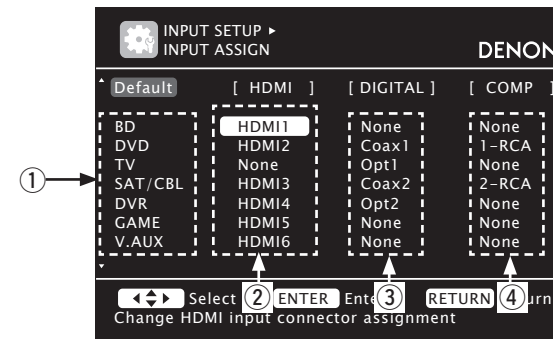 INPUT SETUP ▸
INPUT ASSIGN
DENON
Default [ HDMI ] [ DIGITAL ] [ COMP ]
BD HDMI1 None None
DVD HDMI2 Coax1 1-RCA
TV None Opt1 None
SAT/CBL HDMI3 Coax2 2-RCA
DVR HDMI4 Opt2 None
GAME HDMI5 None None
V.AUX HDMI6 None None
① ② ③ ④
Select ENTER RETURN
Change HDMI input connector assignment